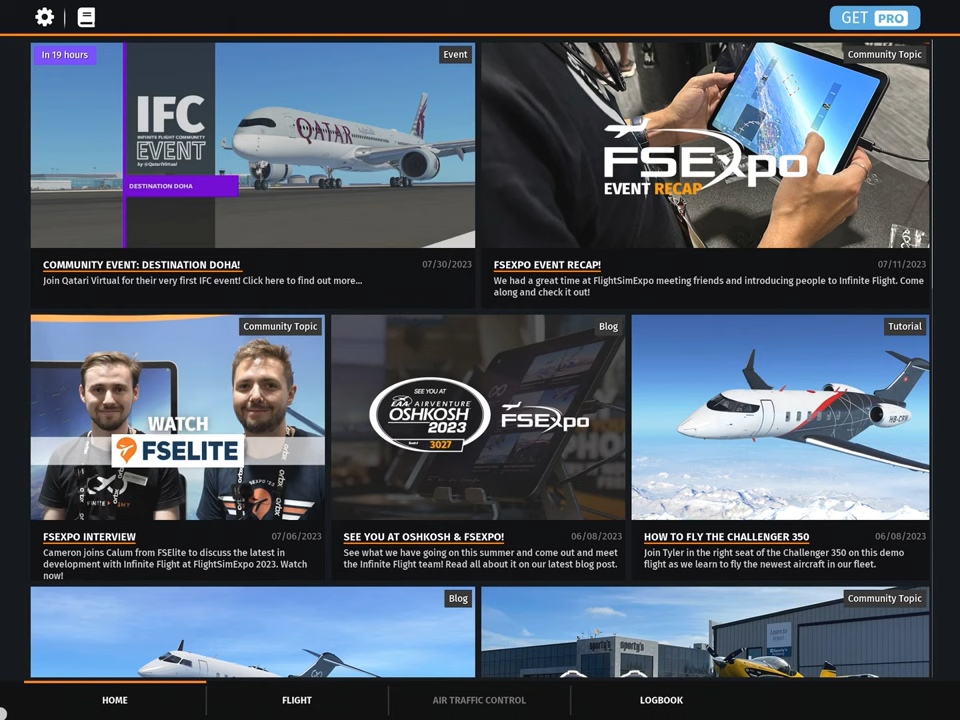 GET PRO
In 19 hours
Event
IFC
INFINITE FLIGHT COMMUNITY
EVENT
by @QatariVirtual
DESTINATION DOHA
QATAR
COMMUNITY EVENT: DESTINATION DOHA!
07/30/2023
Join Qatari Virtual for their very first IFC event! Click here to find out more...
Community Topic
FSExpo
EVENT RECAP
FSEXPO EVENT RECAP!
07/11/2023
We had a great time at FlightSimExpo meeting friends and introducing people to Infinite Flight. Come
along and check it out!
Community Topic
WATCH
FSELITE
orbx
FSEXPO INTERVIEW
07/06/2023
Cameron joins Calum from FSElite to discuss the latest in
development with Infinite Flight at FlightSimExpo 2023. Watch
now!
Blog
SEE YOU AT
EAA AIRVENTURE
OSHKOSH
2023
Booth # 3027
FSExpo
SEE YOU AT OSHKOSH & FSEXPO!
06/08/2023
See what we have going on this summer and come out and meet
the Infinite Flight team! Read all about it on our latest blog post.
Tutorial
HB-CRW
HOW TO FLY THE CHALLENGER 350
06/08/2023
Join Tyler in the right seat of the Challenger 350 on this demo
flight as we learn to fly the newest aircraft in our fleet.
Blog
Community Topic
sporty's
sporty's
HOME
FLIGHT
AIR TRAFFIC CONTROL
LOGBOOK